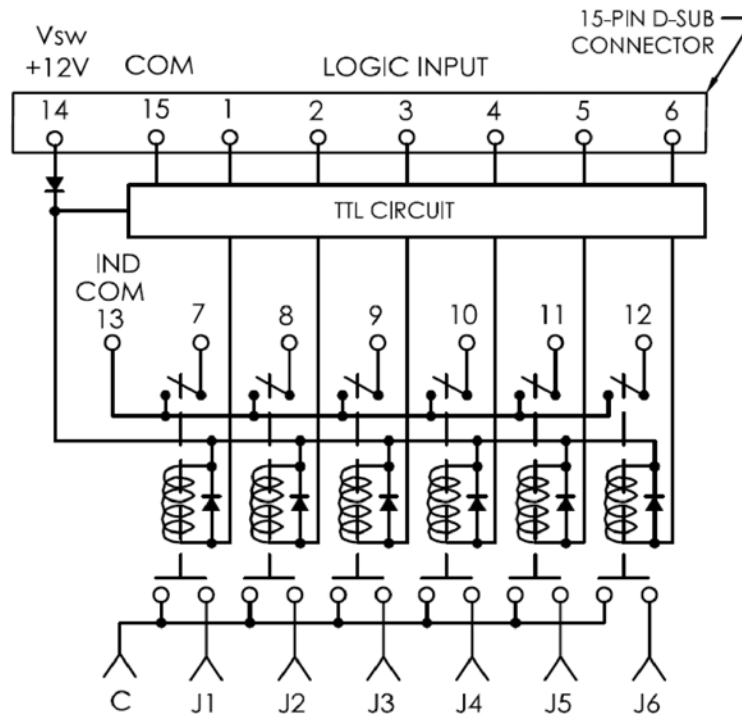 15-PIN D-SUB
CONNECTOR
Vsw
+12V COM LOGIC INPUT
14 15 1 2 3 4 5 6
TTL CIRCUIT
IND
COM
13 7 8 9 10 11 12
C J1 J2 J3 J4 J5 J6